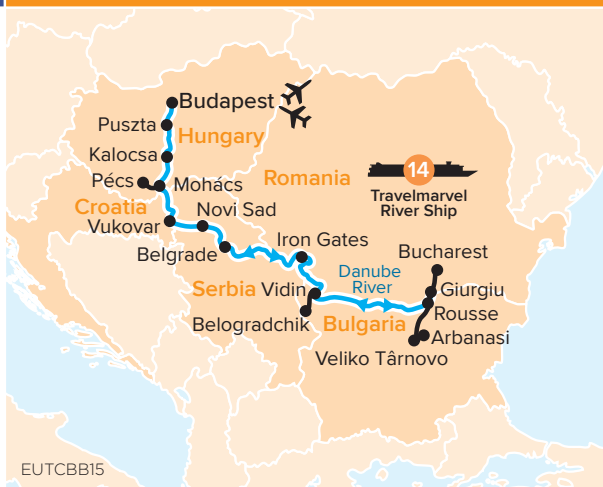 Budapest
Puszta
Hungary
Kalocsa
Pécs
Mohács
Romania
14
Travelmarvel
River Ship
Croatia
Novi Sad
Vukovar
Iron Gates
Belgrade
Bucharest
Danube
River
Serbia
Vidin
Giurgiu
Rousse
Belogradchik
Bulgaria
Arbanasi
Veliko Târnovo
EUTCBB15